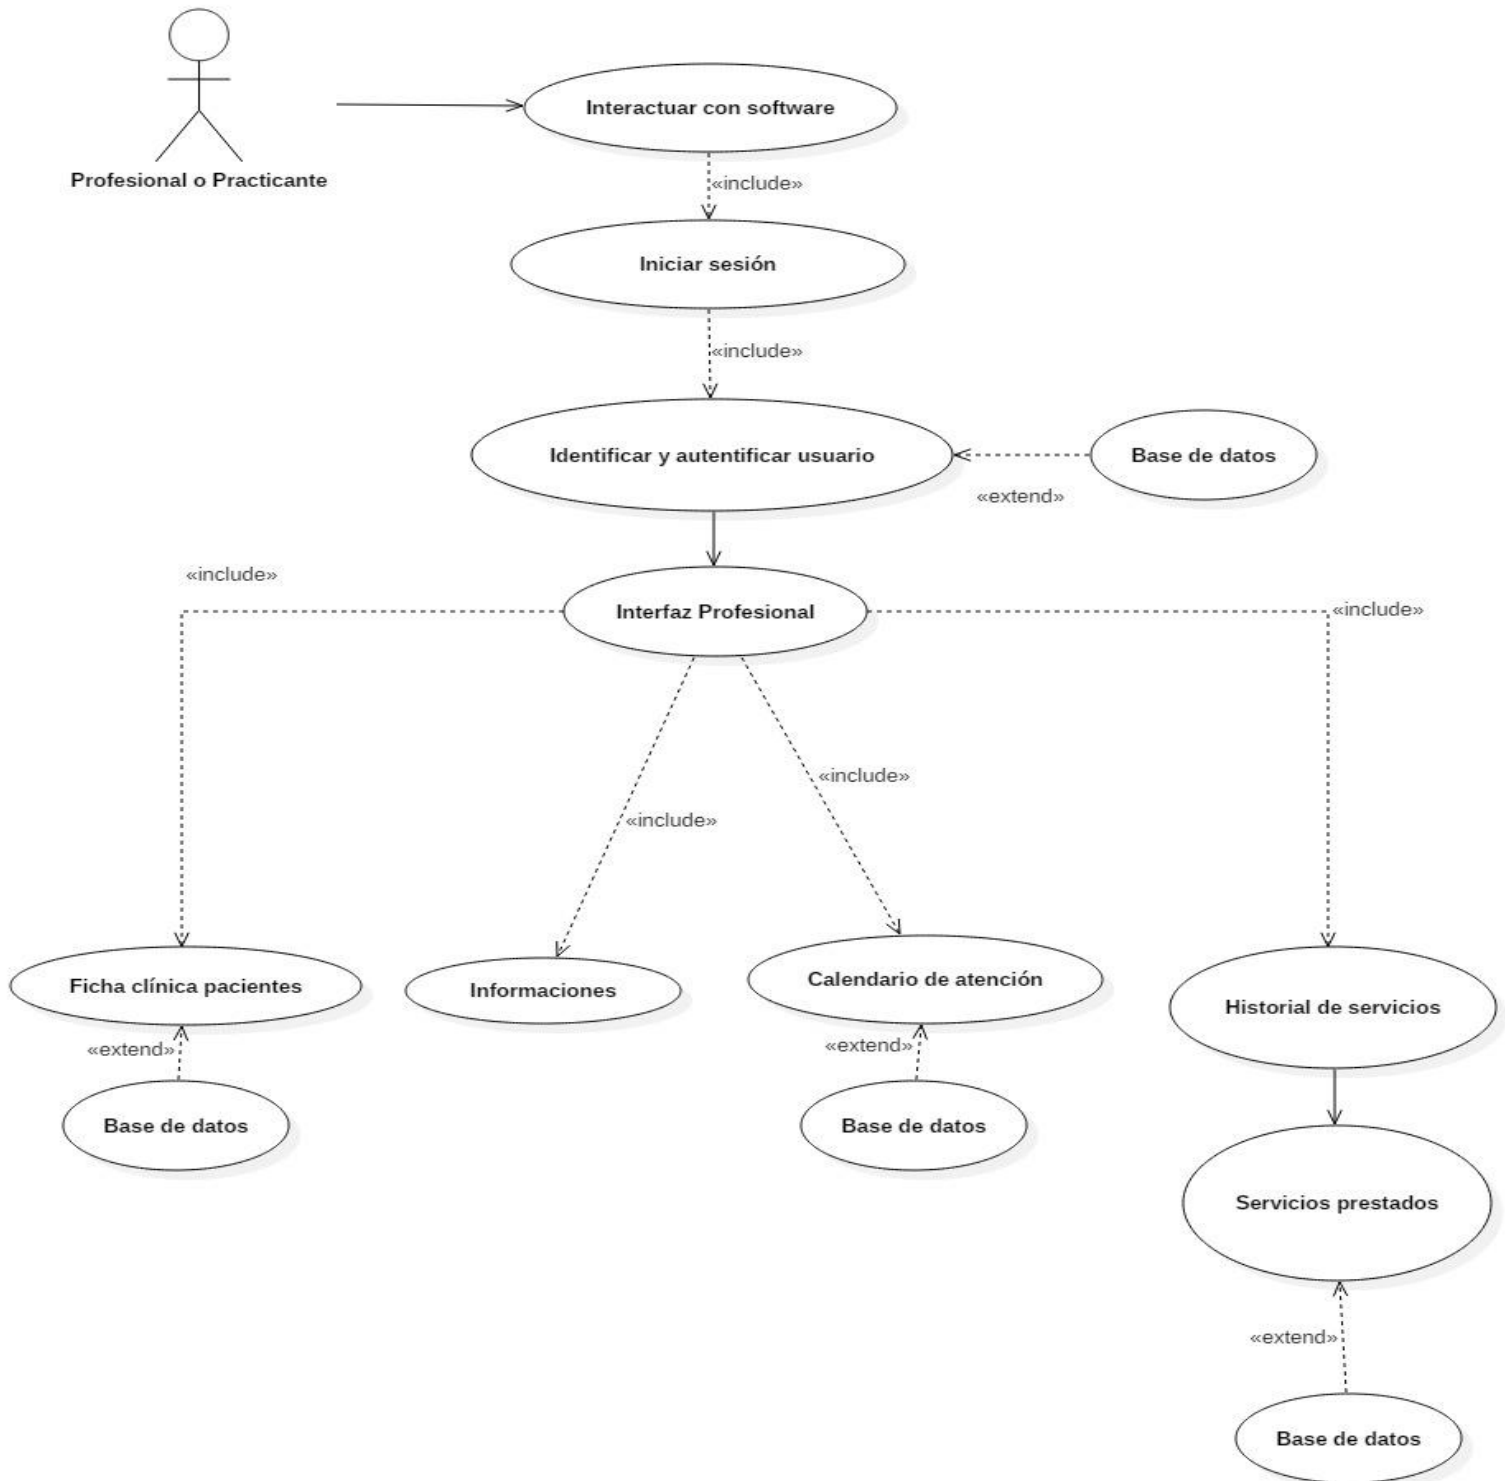 Interactuar con software
Profesional o Practicante
«include»
Iniciar sesión
«include»
Identificar y autentificar usuario
Base de datos
«extend»
«include»
Interfaz Profesional
«include»
«include»
«include»
Ficha clínica pacientes
Informaciones
Calendario de atención
Historial de servicios
«extend»
«extend»
Base de datos
Base de datos
Servicios prestados
«extend»
Base de datos